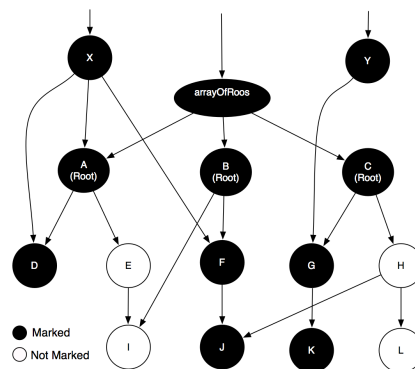 X
Y
arrayOfRoos
A
(Root)
B
(Root)
C
(Root)
D
E
F
G
H
Marked
Not Marked
I
J
K
L